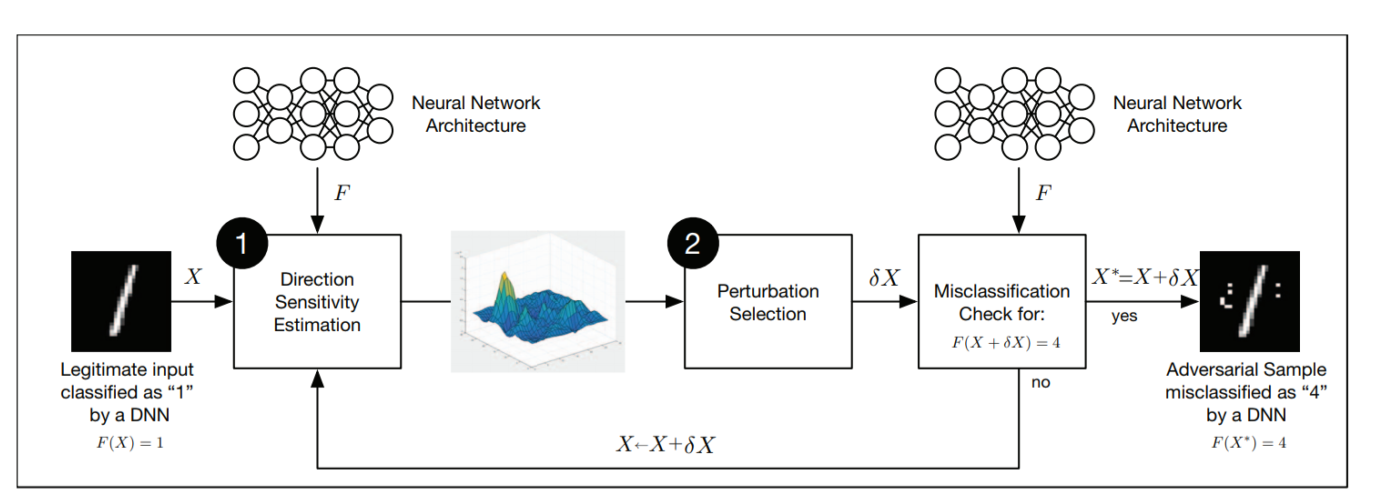 Neural Network
Architecture
F
Neural Network
Architecture
F
X
1
Direction
Sensitivity
Estimation
2
Perturbation
Selection
δX
Misclassification
Check for:
F(X + δX) = 4
X*=X+δX
yes
no
Legitimate input
classified as “1”
by a DNN
F(X) = 1
Adversarial Sample
misclassified as “4”
by a DNN
F(X*) = 4
X←X+δX